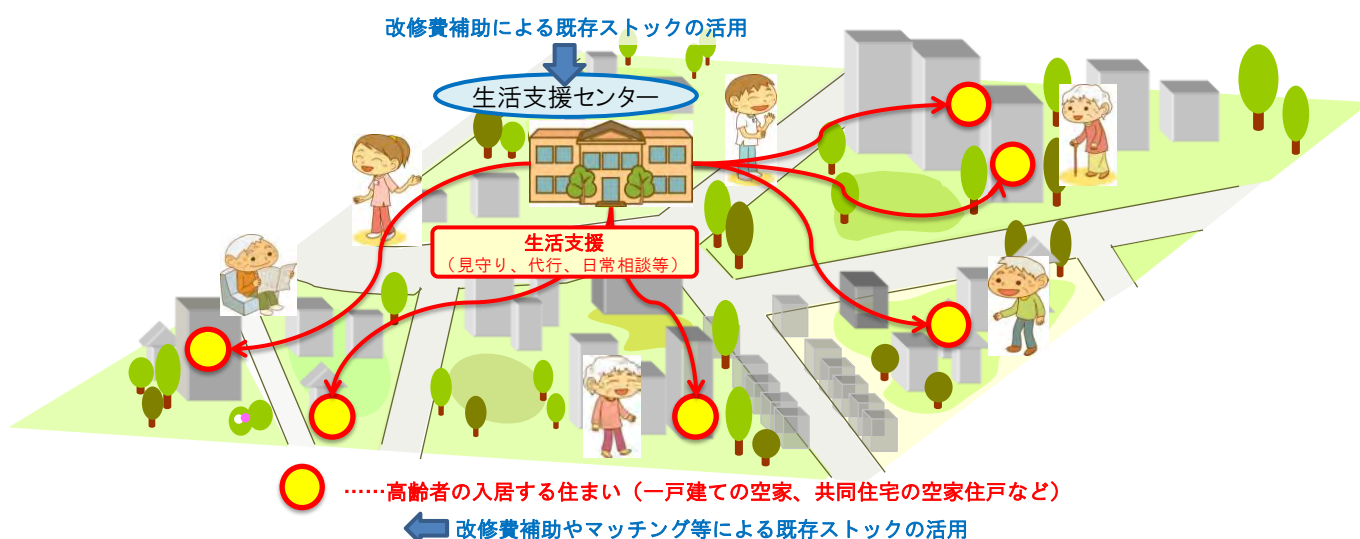 改修費補助による既存ストックの活用
生活支援センター
生活支援
（見守り、代行、日常相談等）
……高齢者の入居する住まい（一戸建ての空家、共同住宅の空家住戸など）
改修費補助やマッチング等による既存ストックの活用